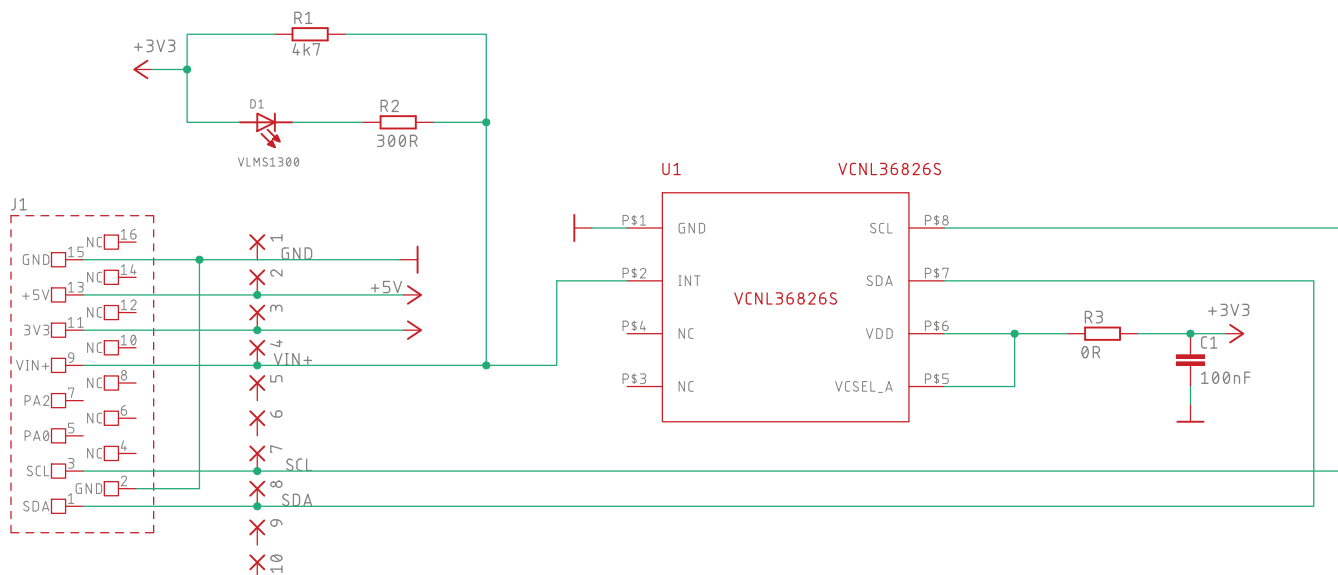 R1
4k7
+3V3
D1
VLMS1300
R2
300R
J1
NC 16
GND 15
NC 14
+5V 13
NC 12
3V3 11
NC 10
VIN+ 9
NC 8
PA2 7
NC 6
PA0 5
NC 4
SCL 3
GND 2
SDA 1
1
GND
2
+5V
3
4
VIN+
5
6
7
SCL
8
SDA
9
10
U1
VCNL36826S
P$1 GND
SCL P$8
P$2 INT
SDA P$7
VCNL36826S
P$4 NC
VDD P$6
P$3 NC
VCSEL_A P$5
R3
0R
+3V3
C1
100nF